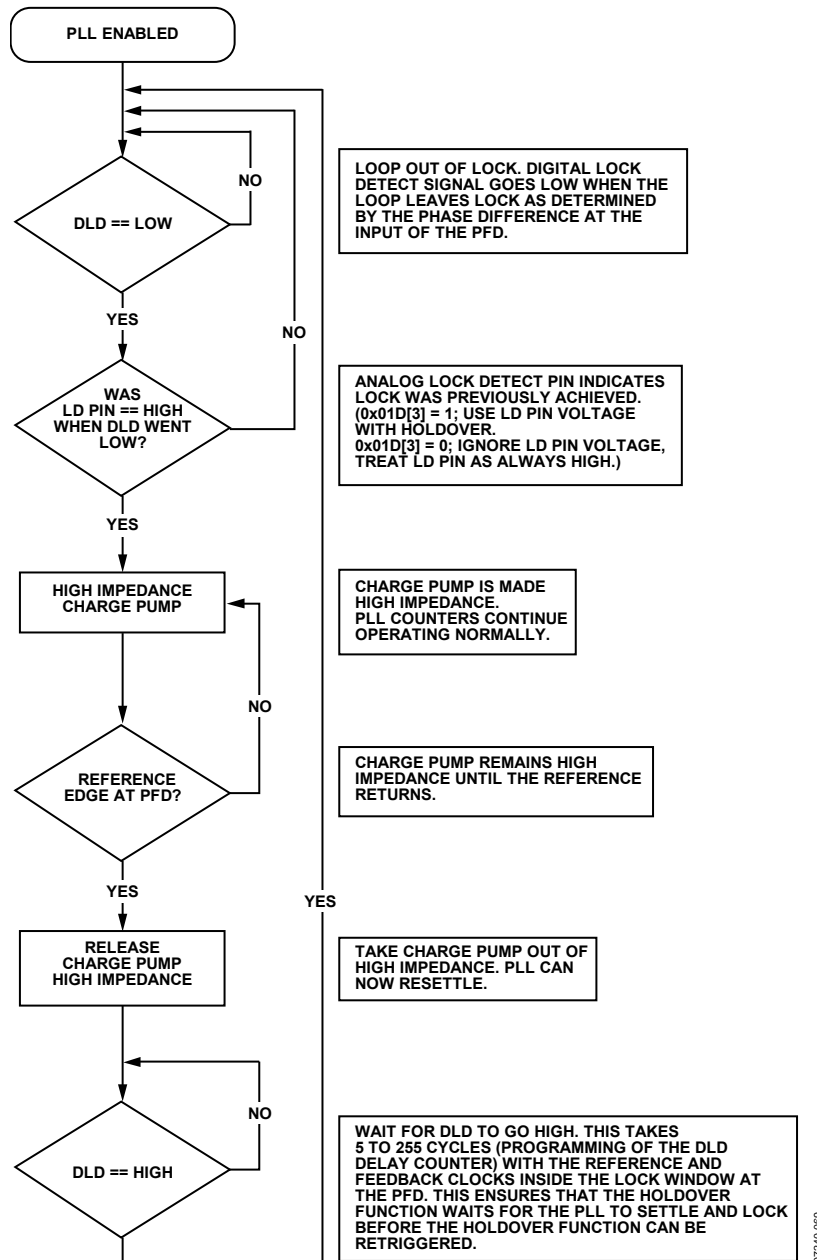 PLL ENABLED
NO
DLD == LOW
LOOP OUT OF LOCK. DIGITAL LOCK
DETECT SIGNAL GOES LOW WHEN THE
LOOP LEAVES LOCK AS DETERMINED
BY THE PHASE DIFFERENCE AT THE
INPUT OF THE PFD.
YES
NO
WAS
LD PIN == HIGH
WHEN DLD WENT
LOW?
ANALOG LOCK DETECT PIN INDICATES
LOCK WAS PREVIOUSLY ACHIEVED.
(0x01D[3] = 1; USE LD PIN VOLTAGE
WITH HOLDOVER.
0x01D[3] = 0; IGNORE LD PIN VOLTAGE,
TREAT LD PIN AS ALWAYS HIGH.)
YES
HIGH IMPEDANCE
CHARGE PUMP
CHARGE PUMP IS MADE
HIGH IMPEDANCE.
PLL COUNTERS CONTINUE
OPERATING NORMALLY.
NO
REFERENCE
EDGE AT PFD?
CHARGE PUMP REMAINS HIGH
IMPEDANCE UNTIL THE REFERENCE
RETURNS.
YES
YES
RELEASE
CHARGE PUMP
HIGH IMPEDANCE
TAKE CHARGE PUMP OUT OF
HIGH IMPEDANCE. PLL CAN
NOW RESETTLE.
NO
DLD == HIGH
WAIT FOR DLD TO GO HIGH. THIS TAKES
5 TO 255 CYCLES (PROGRAMMING OF THE DLD
DELAY COUNTER) WITH THE REFERENCE AND
FEEDBACK CLOCKS INSIDE THE LOCK WINDOW AT
THE PFD. THIS ENSURES THAT THE HOLDOVER
FUNCTION WAITS FOR THE PLL TO SETTLE AND LOCK
BEFORE THE HOLDOVER FUNCTION CAN BE
RETRIGGERED.